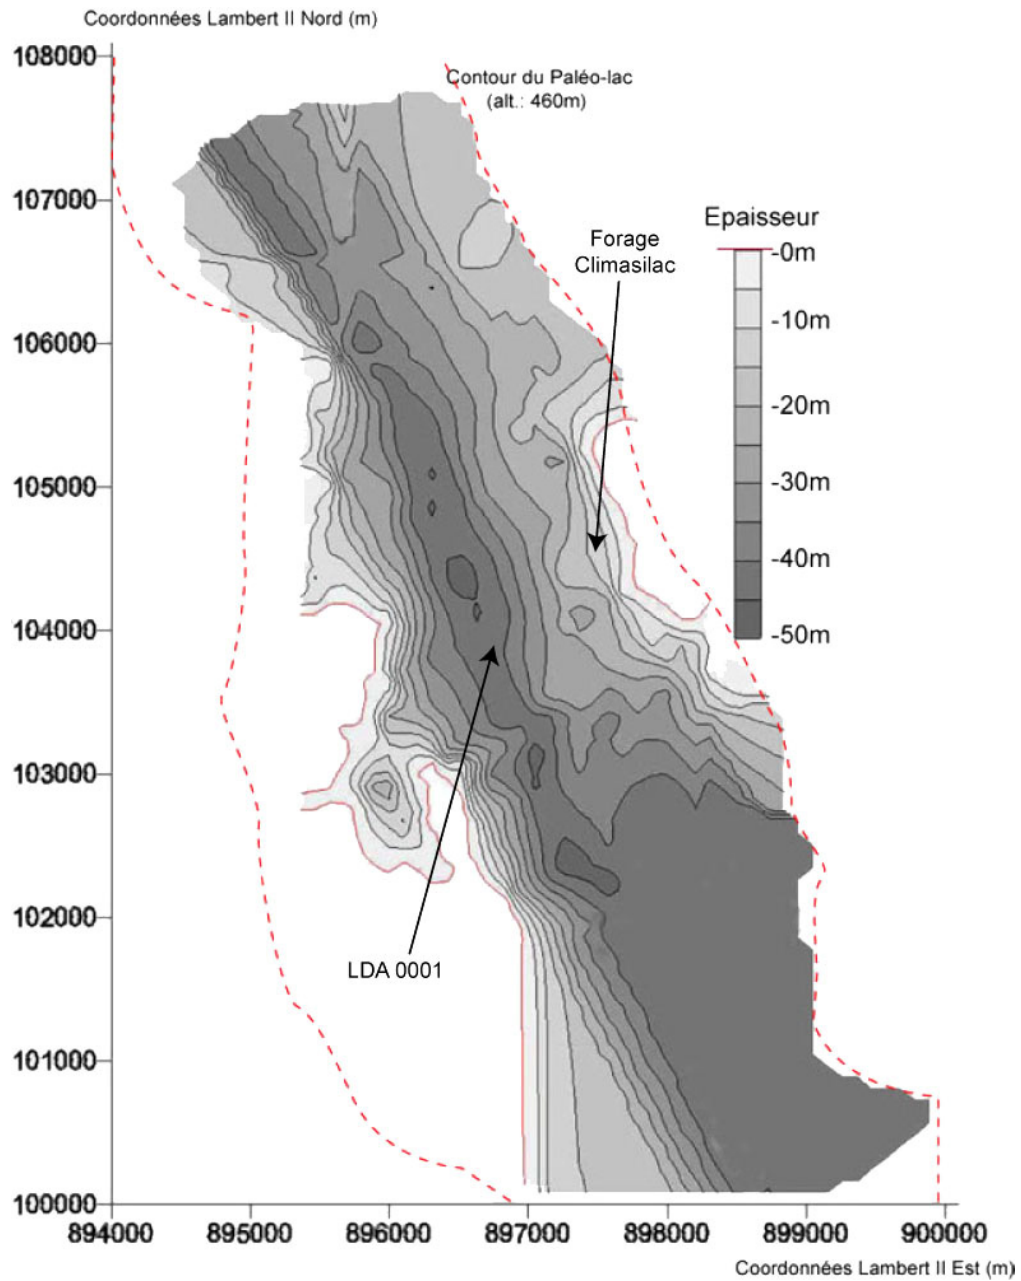 Coordonnées Lambert II Nord (m)
108000
Contour du Paléo-lac
(alt.: 460m)
107000
Epaisseur
Forage
Climasilac
-0m
-10m
106000
-20m
105000
-30m
-40m
104000
-50m
103000
102000
LDA 0001
101000
100000
894000 895000 896000 897000 898000 899000 900000
Coordonnées Lambert II Est (m)